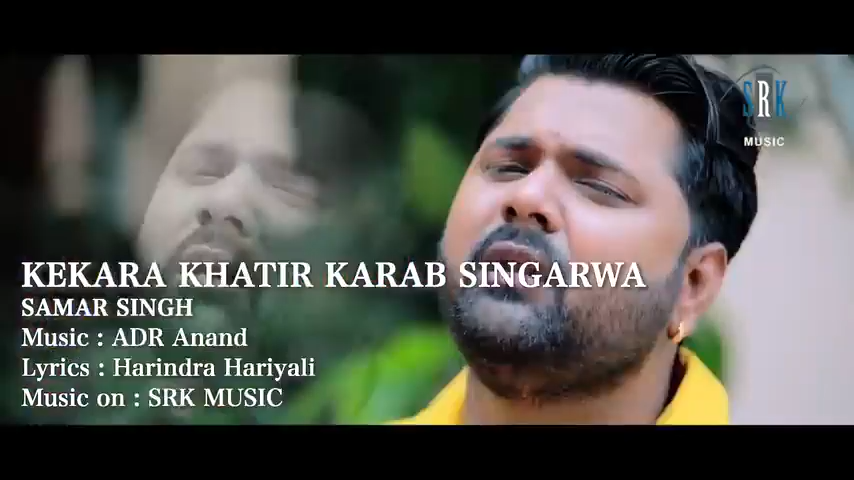 SRK
MUSIC
KEKARA KHATIR KARAB SINGARWA
SAMAR SINGH
Music : ADR Anand
Lyrics : Harindra Hariyali
Music on : SRK MUSIC